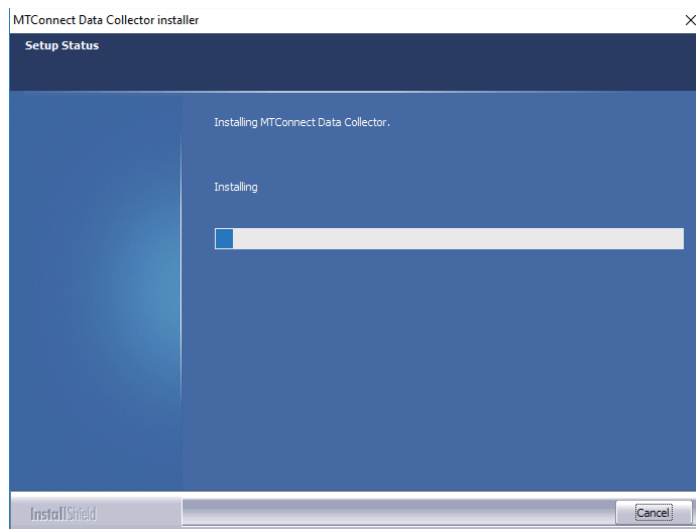 MTConnect Data Collector installer
Setup Status
Installing MTConnect Data Collector.
Installing
InstallShield
Cancel